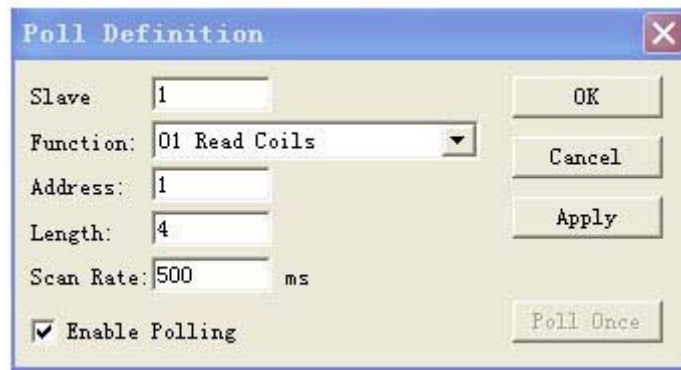 Poll Definition
Slave 1
OK
Function: 01 Read Coils
Cancel
Address: 1
Apply
Length: 4
Scan Rate: 500 ms
Enable Polling
Poll Once